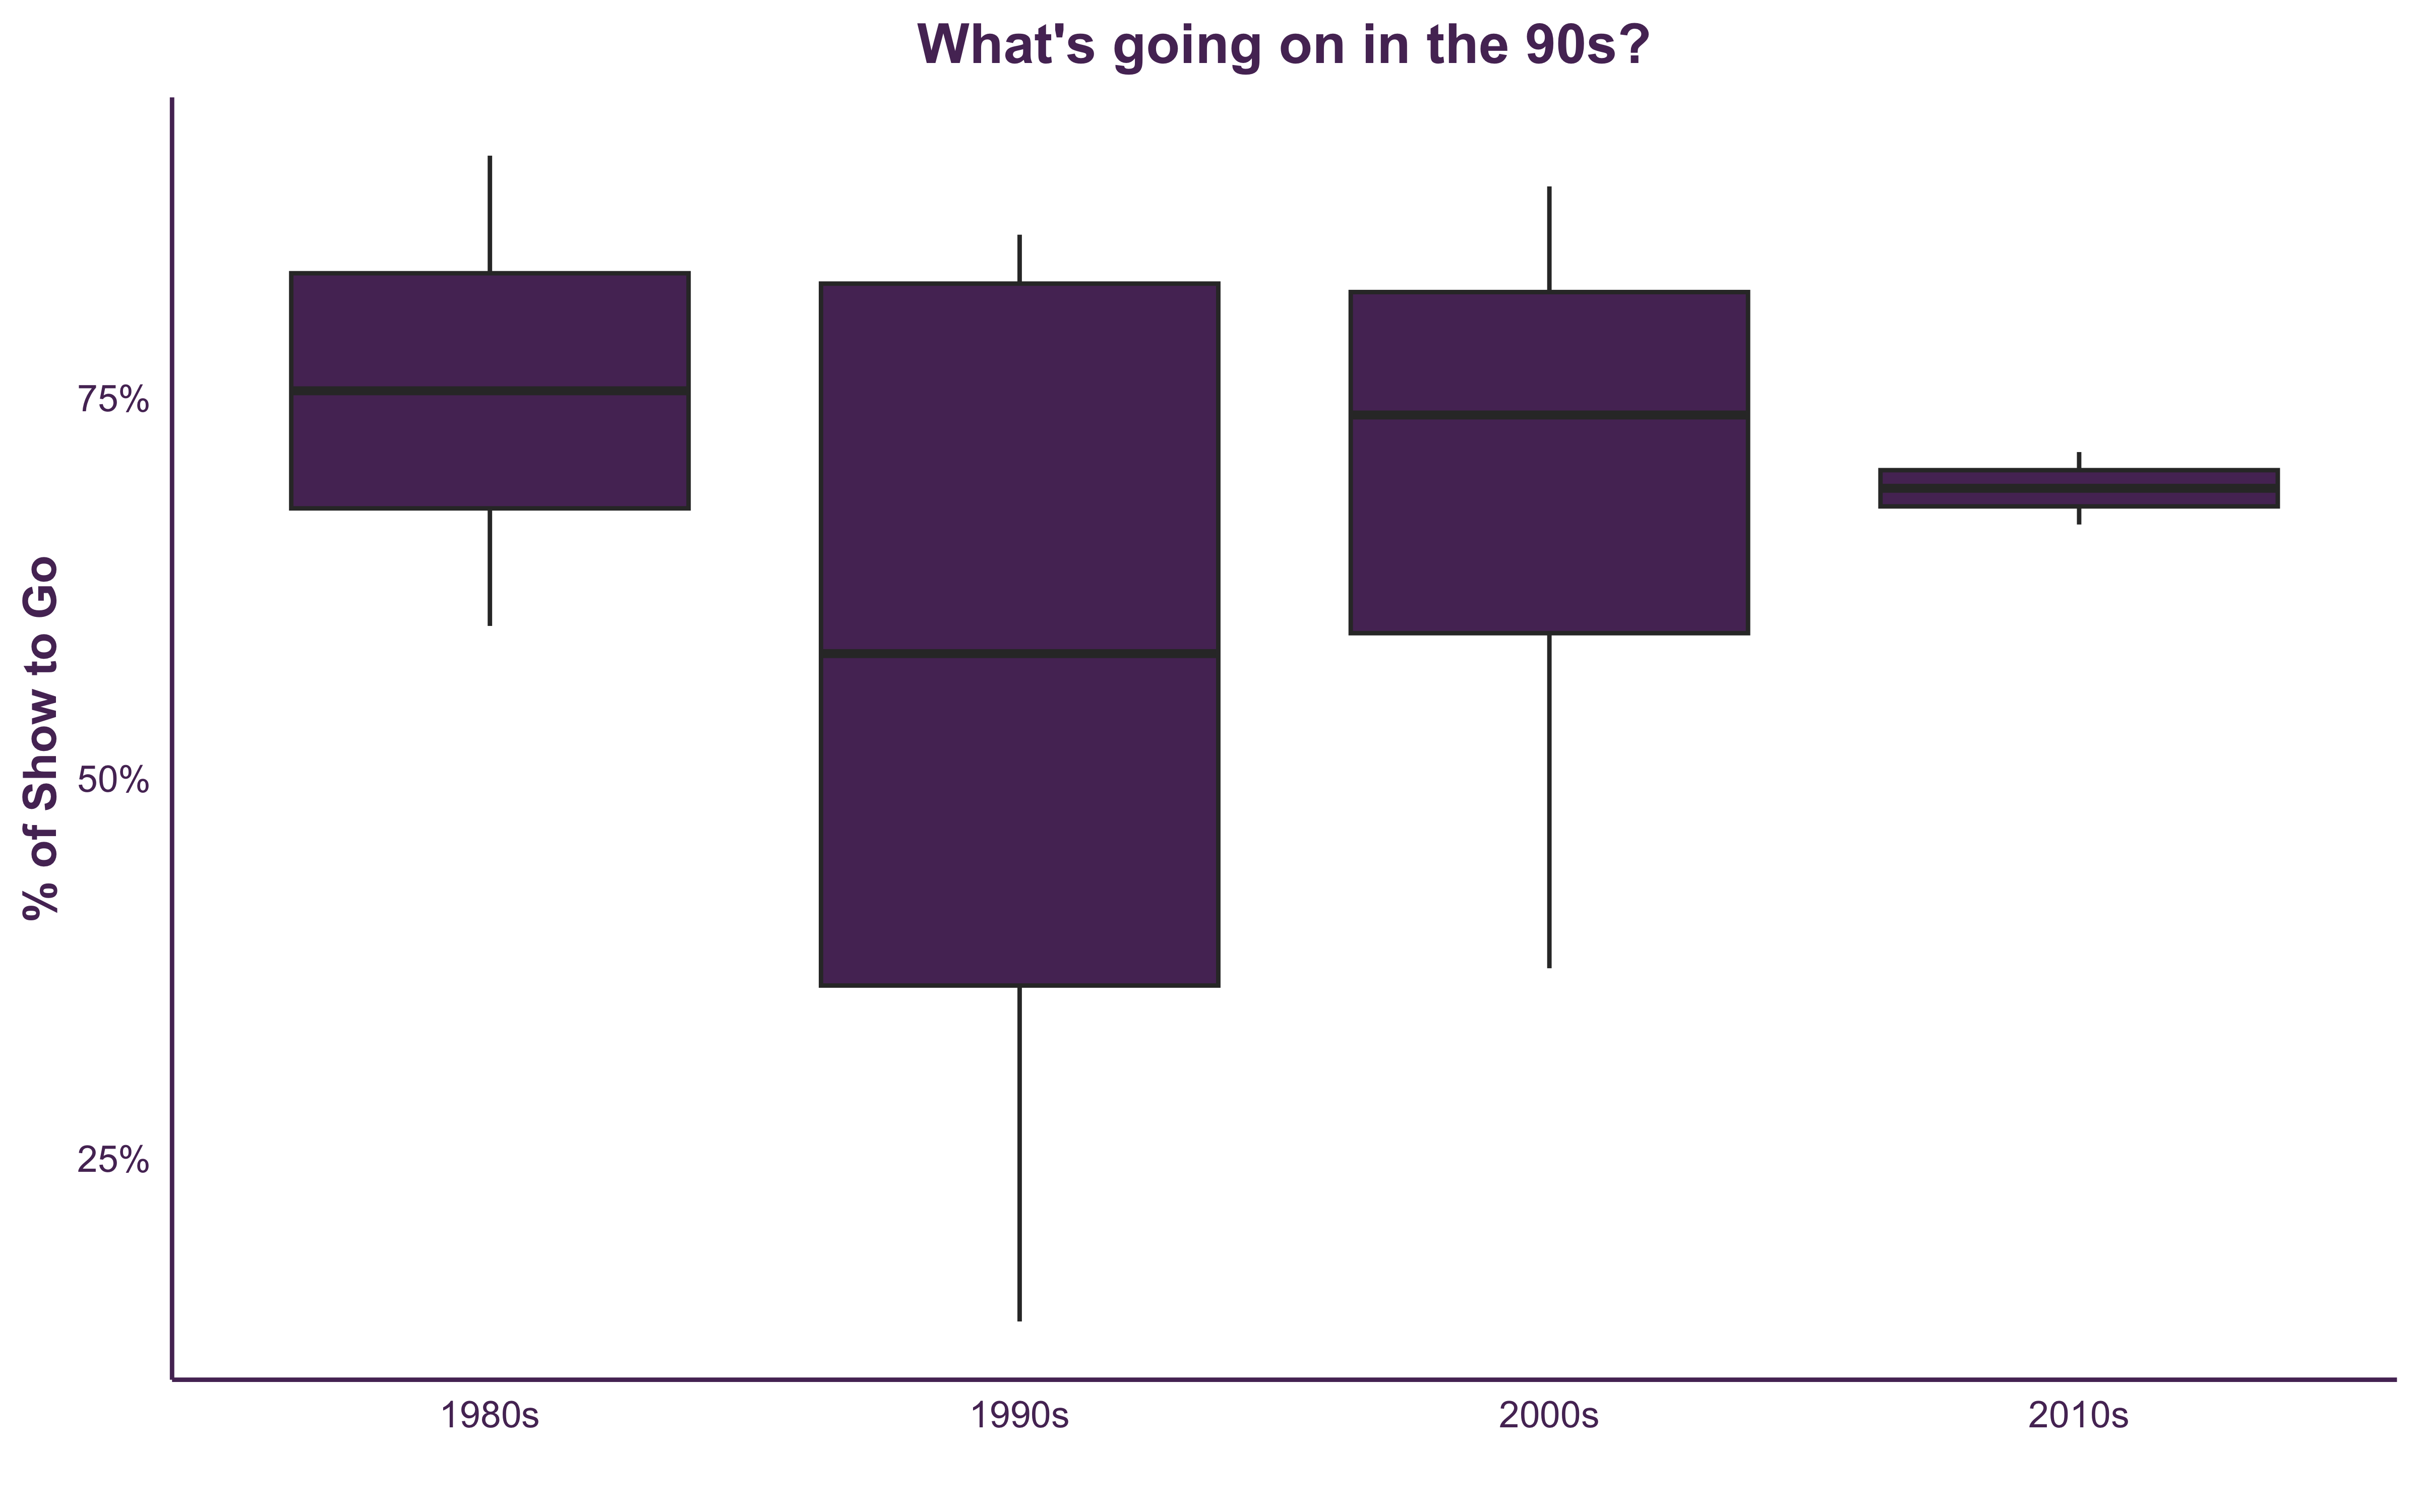 What's going on in the 90s?
% of Show to Go
75%
50%
25%
1980s
1990s
2000s
2010s